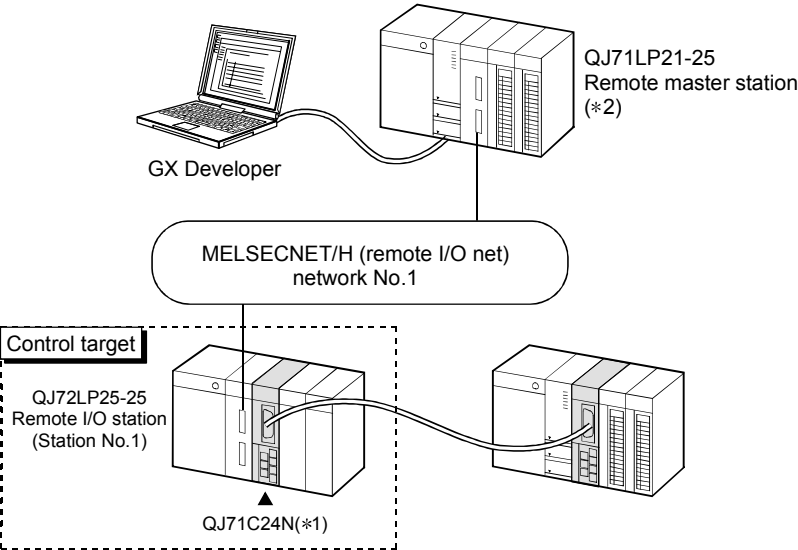 QJ71LP21-25
Remote master station
(∗2)
GX Developer
MELSECNET/H (remote I/O net)
network No.1
Control target
QJ72LP25-25
Remote I/O station
(Station No.1)
QJ71C24N(∗1)